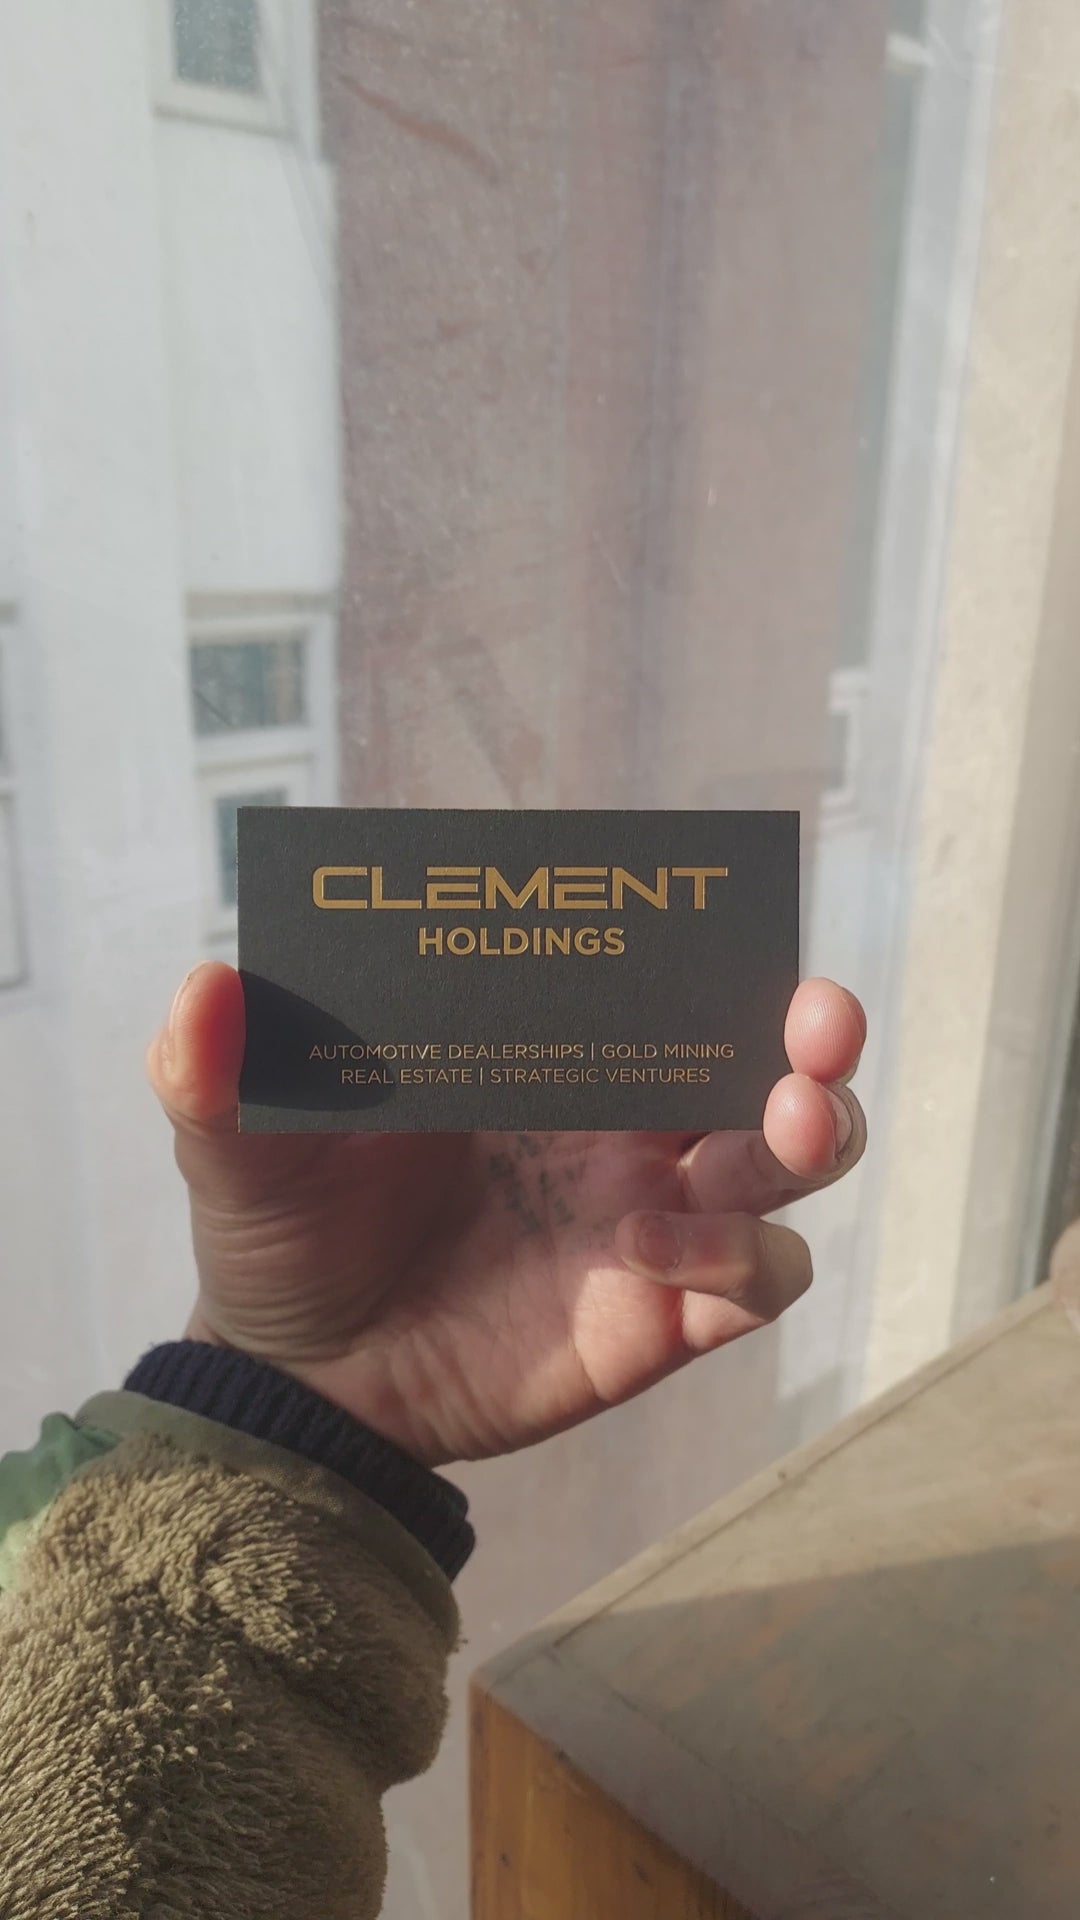 CLEMENT
HOLDINGS
AUTOMOTIVE DEALERSHIPS | GOLD MINING
REAL ESTATE | STRATEGIC VENTURES